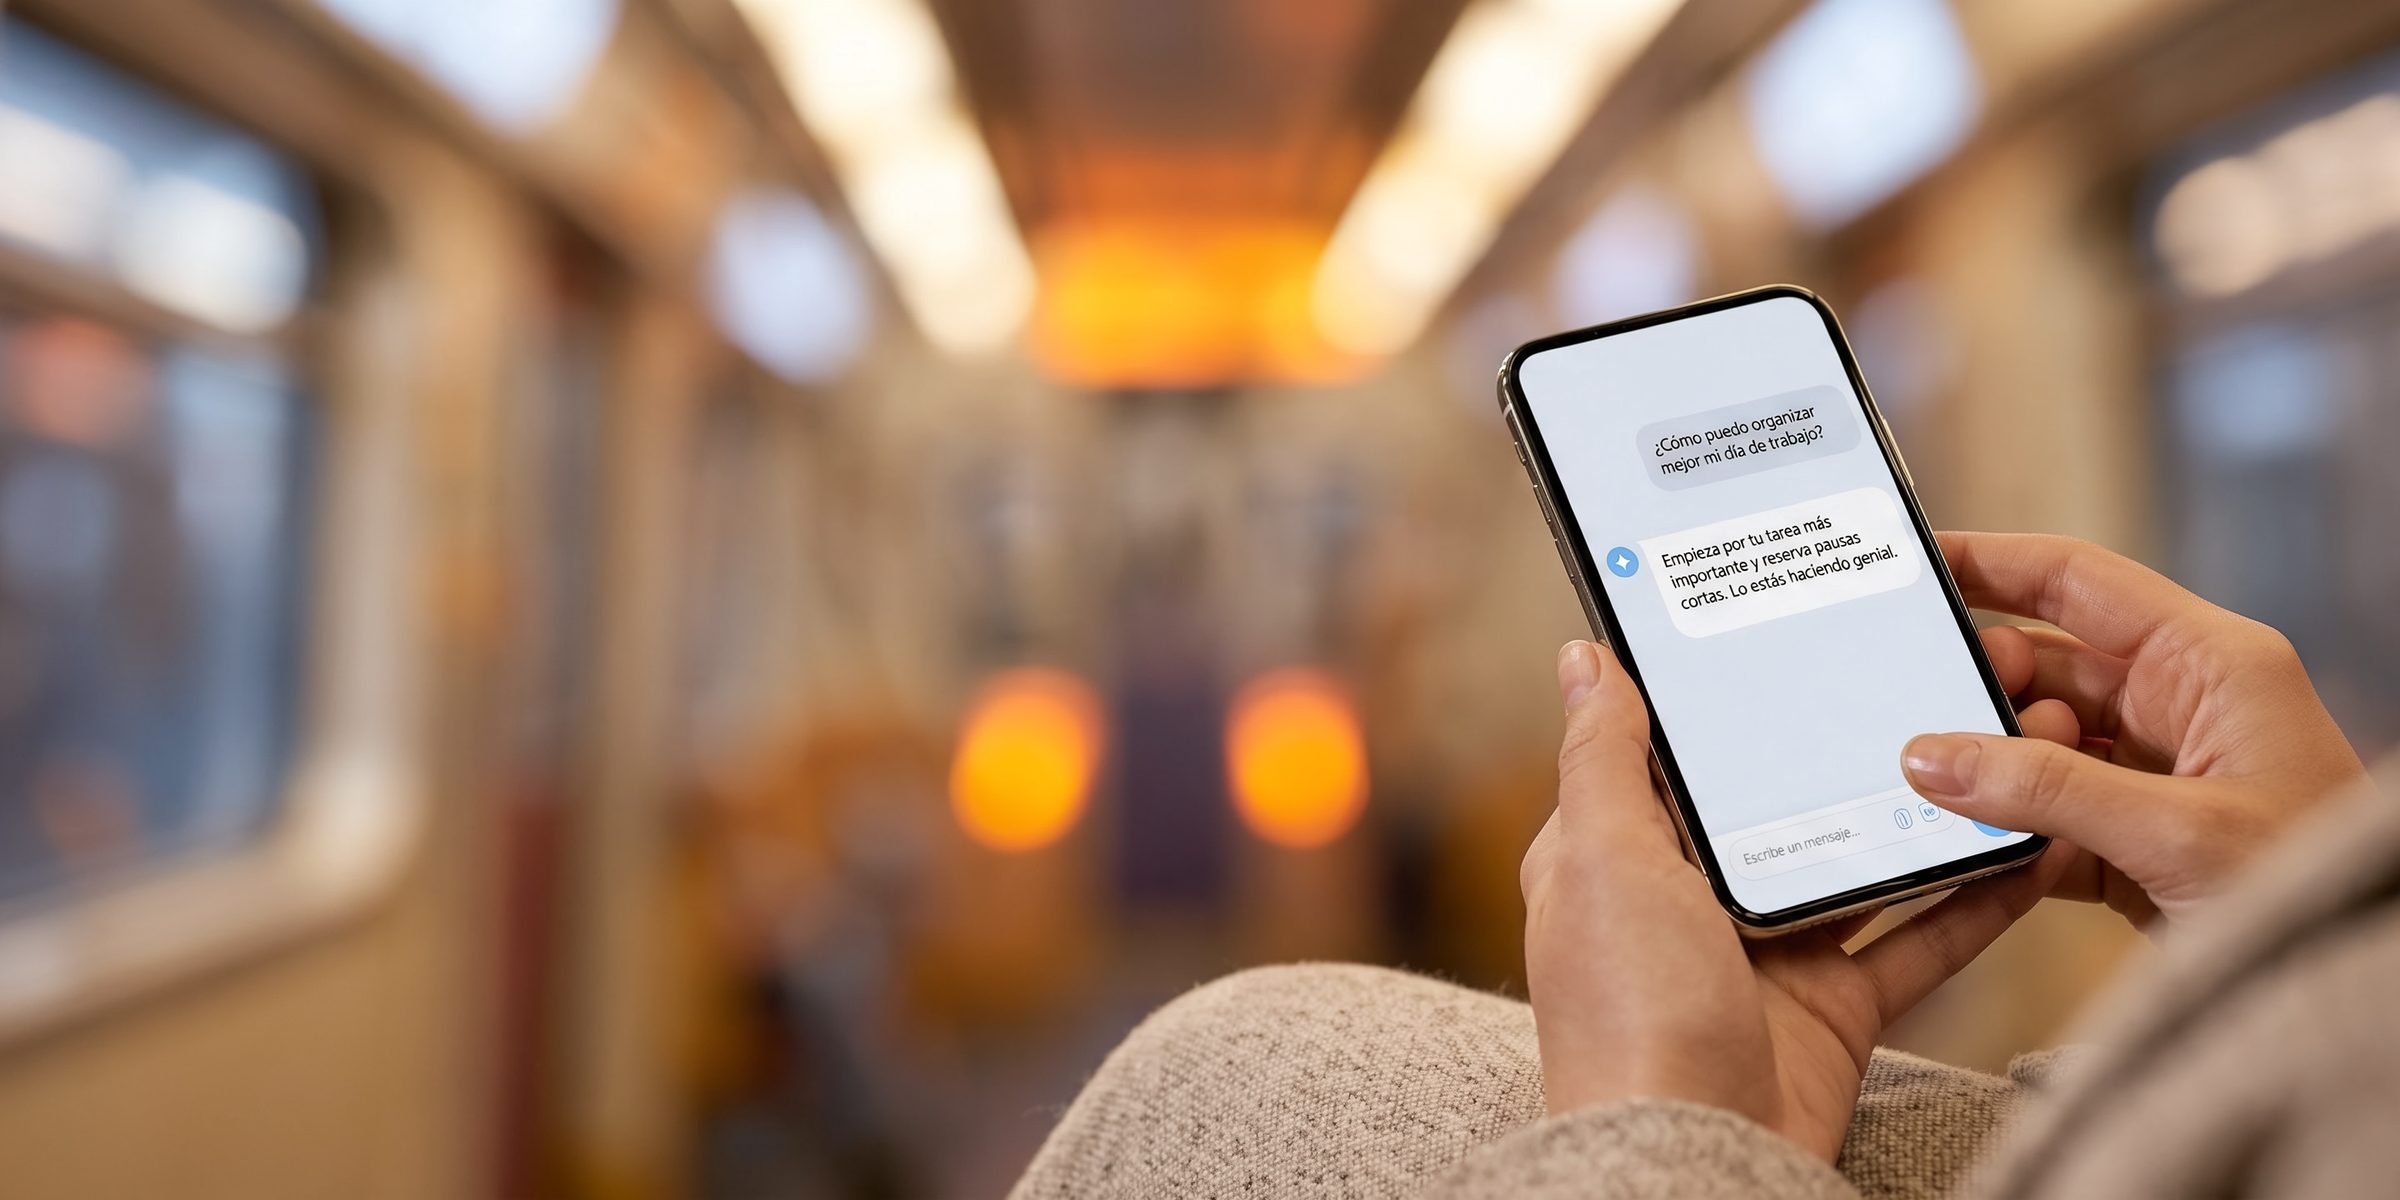 ¿Cómo puedo organizar
mejor mi día de trabajo?
Empieza por tu tarea más
importante y reserva pausas
cortas. Lo estás haciendo genial.
Escribe un mensaje...